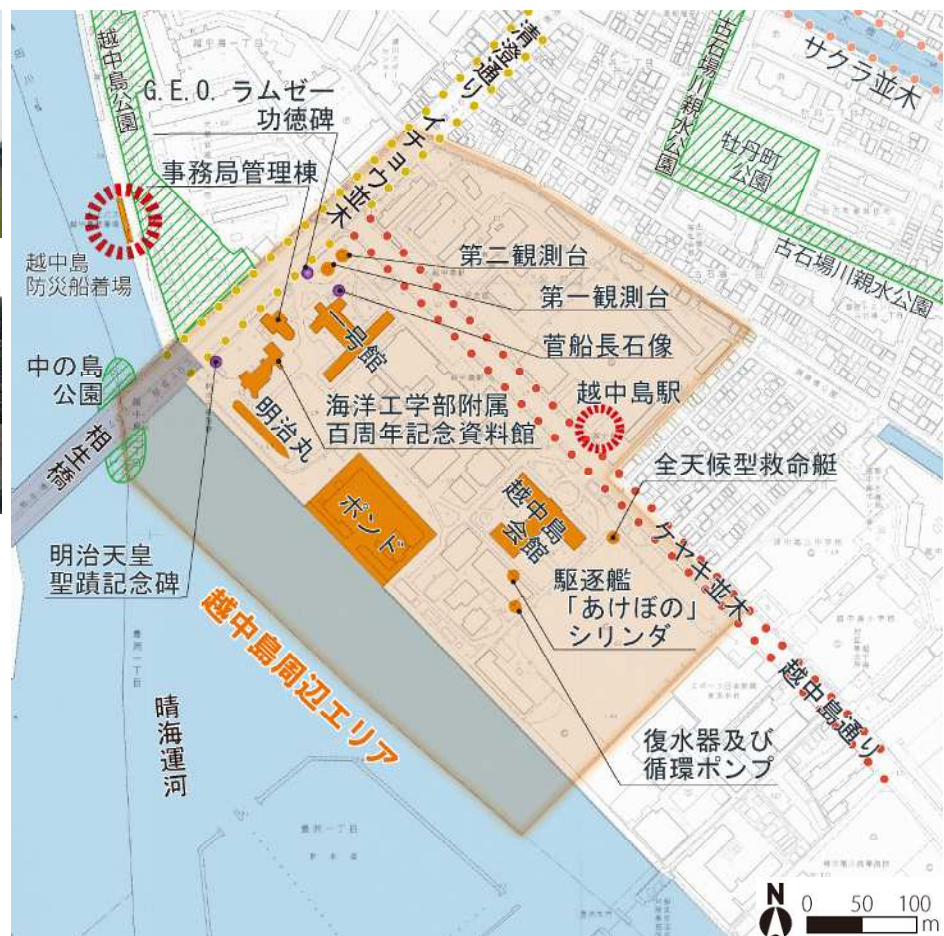 越中島公園
清澄通り
イチョウ並木
古石場川親水公園
サクラ並木
牡丹町
公園
古石場川親水公園
G.E.O. ラムゼー
功徳碑
事務局管理棟
越中島
防災船着場
第二観測台
第一観測台
菅船長石像
越中島駅
一号館
海洋工学部附属
百周年記念資料館
明治丸
中の島
公園
相生橋
全天候型救命艇
ポンド
越中島
会館
明治天皇
聖蹟記念碑
駆逐艦
「あけぼの」
シリンダ
ケヤキ並木
越中島通り
越中島周辺エリア
晴海運河
復水器及び
循環ポンプ
豊洲一丁目
N
0 50 100
m